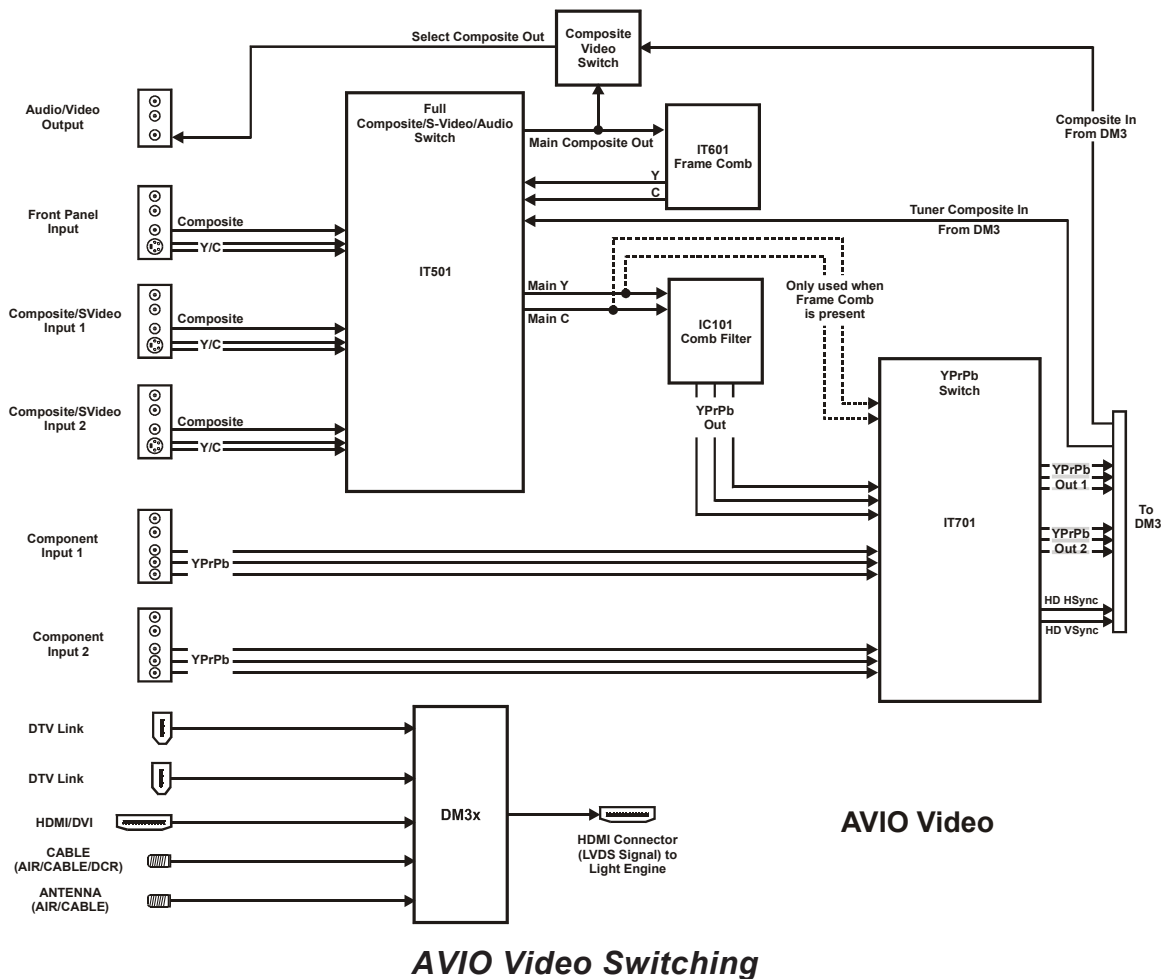 Select Composite Out
Composite
Video
Switch
Audio/Video
Output
Full
Composite/S-Video/Audio
Switch
IT501
Main Composite Out
IT601
Frame Comb
Y
C
Composite In
From DM3
Tuner Composite In
From DM3
Front Panel
Input
Composite
Y/C
Composite/SVideo
Input 1
Composite
Y/C
Composite/SVideo
Input 2
Composite
Y/C
Main Y
Main C
IC101
Comb Filter
Only used when
Frame Comb
is present
YPrPb
Out
YPrPb
Switch
IT701
YPrPb
Out 1
YPrPb
Out 2
To
DM3
HD HSync
HD VSync
Component
Input 1
YPrPb
Component
Input 2
YPrPb
DTV Link
DTV Link
HDMI/DVI
CABLE
(AIR/CABLE/DCR)
ANTENNA
(AIR/CABLE)
DM3x
HDMI Connector
(LVDS Signal) to
Light Engine
AVIO Video
AVIO Video Switching